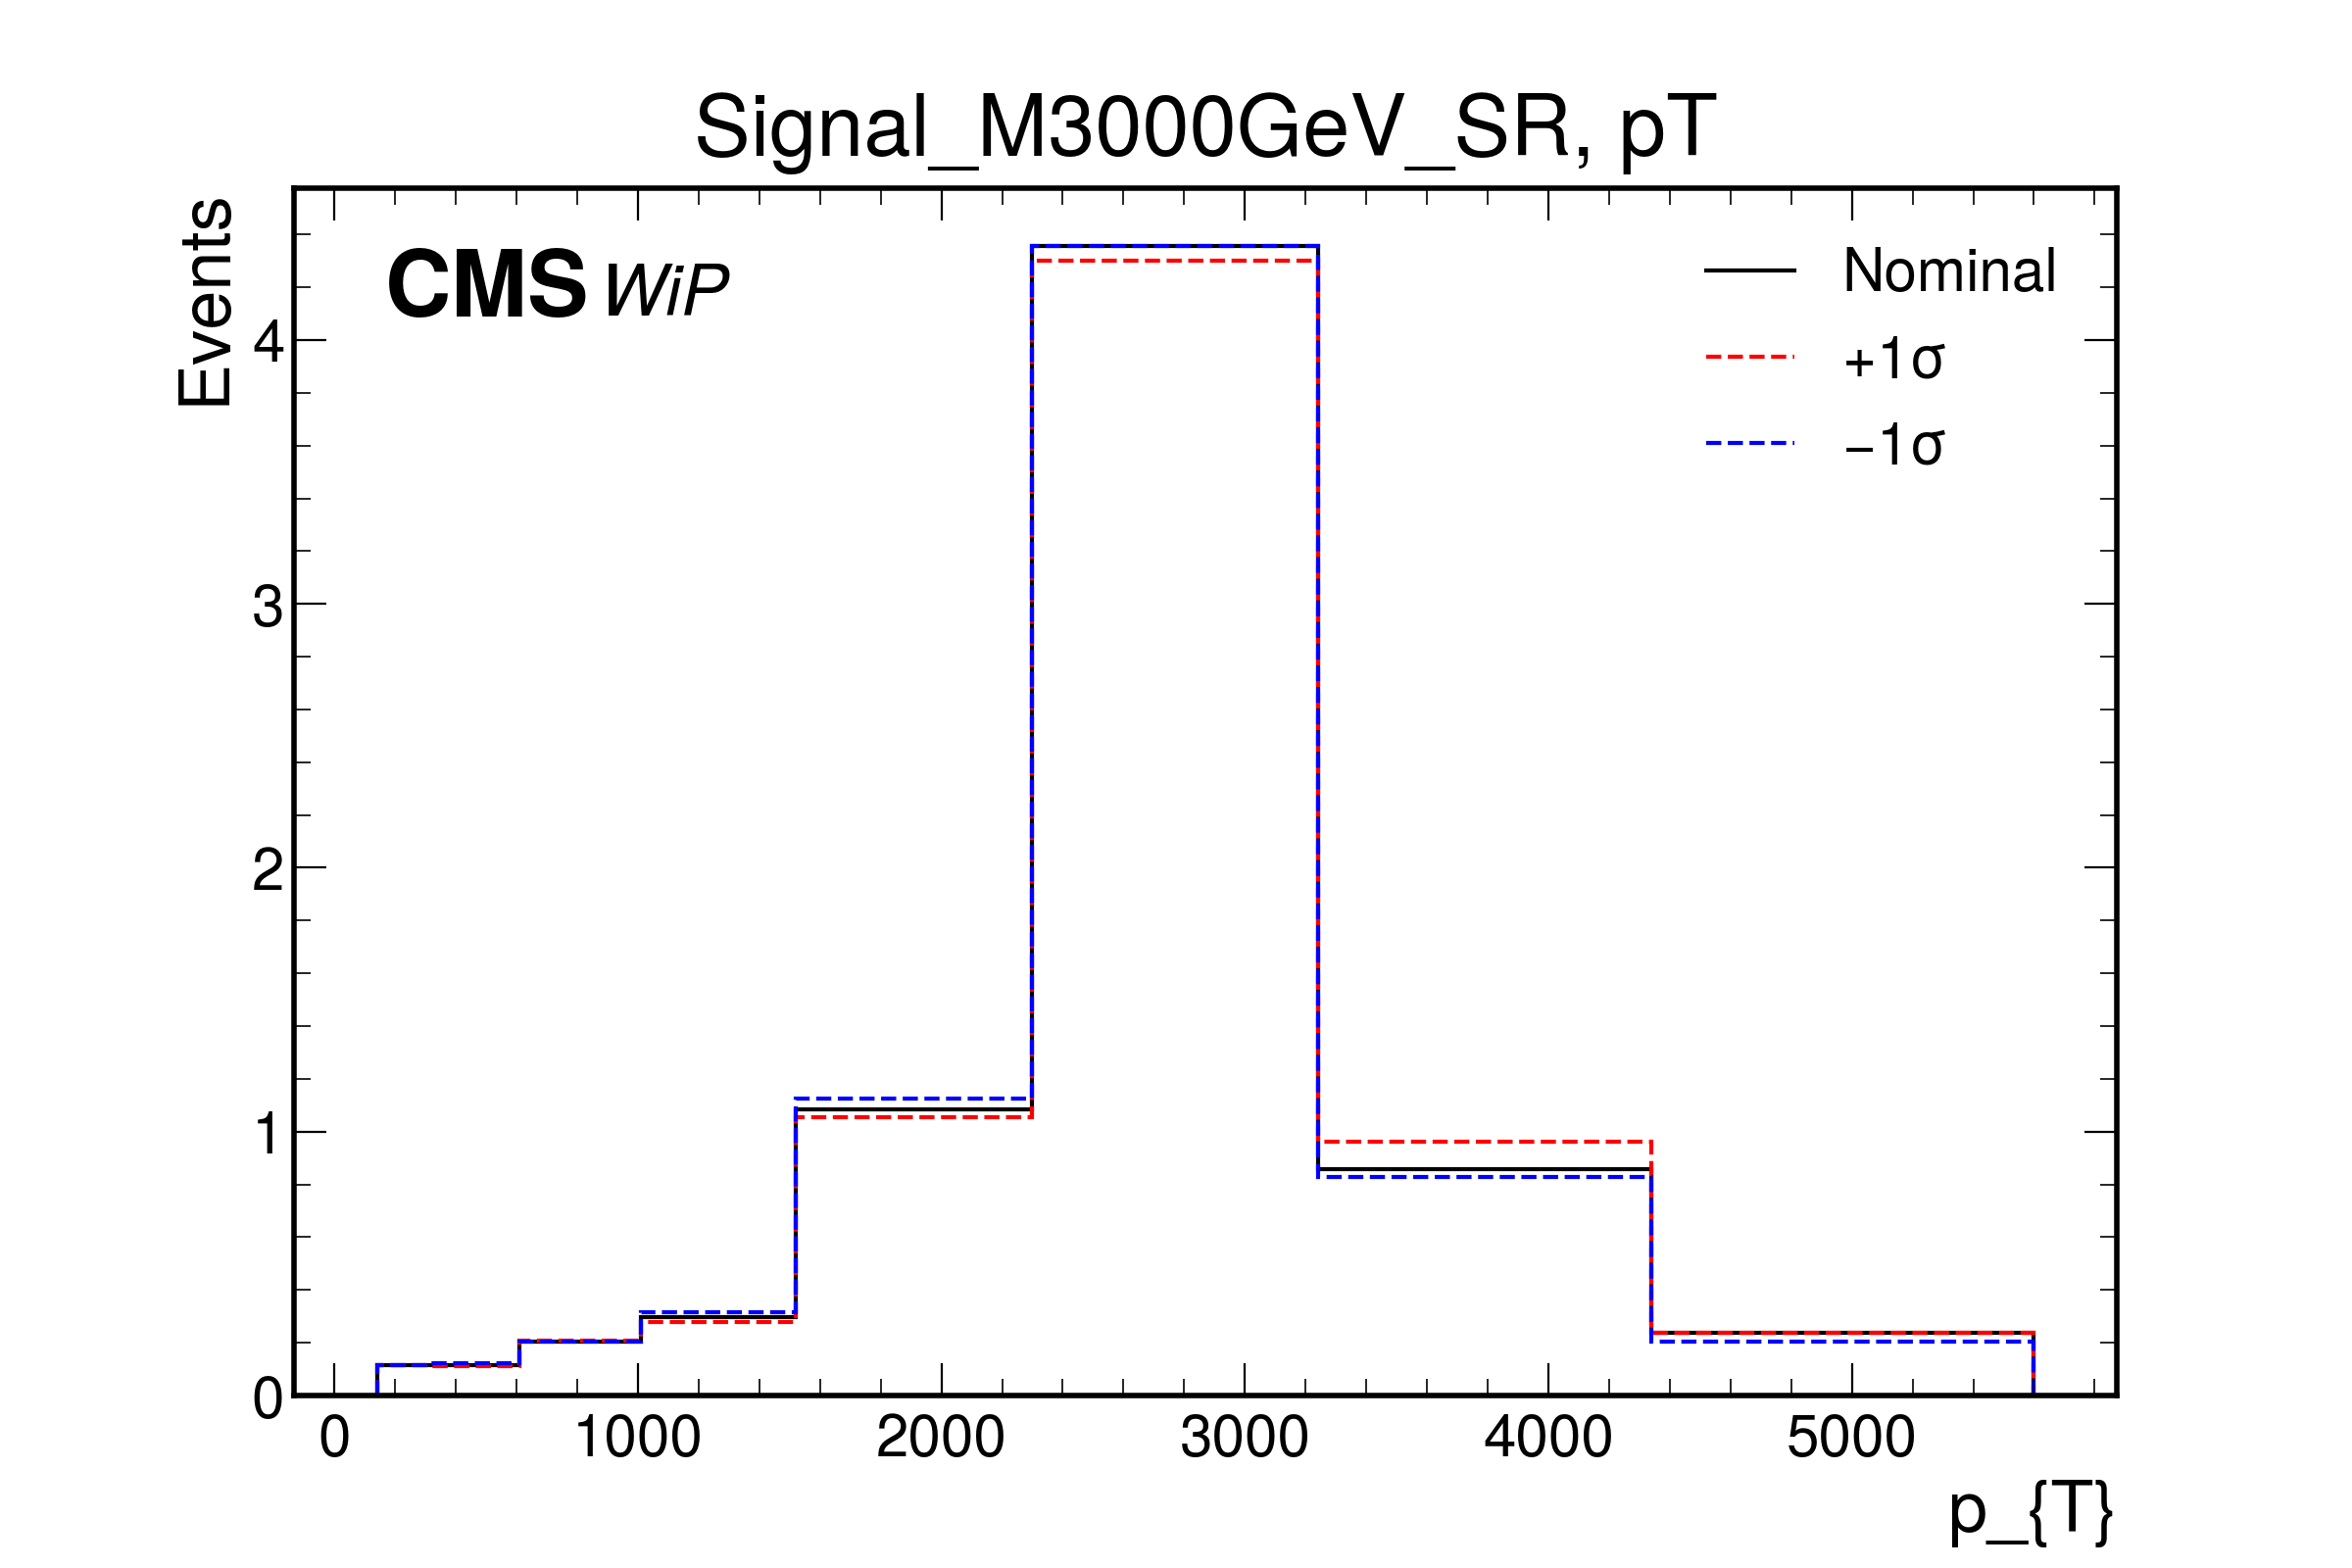 Signal_M3000GeV_SR, pT
Events
CMS WiP
Nominal
+1σ
−1σ
4
3
2
1
0
0 1000 2000 3000 4000 5000
p_{T}